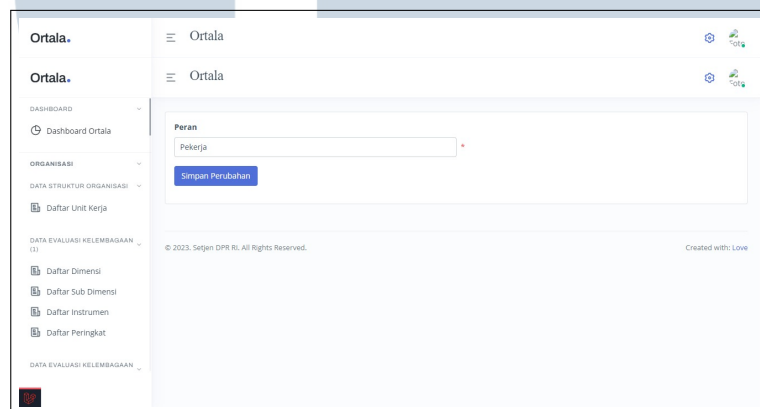 Ortala.
Ortala
Foto
Ortala.
Ortala
Foto
DASHBOARD
Dashboard Ortala
ORGANISASI
DATA STRUKTUR ORGANISASI
Daftar Unit Kerja
DATA EVALUASI KELEMBAGAAN
(1)
Daftar Dimensi
Daftar Sub Dimensi
Daftar Instrumen
Daftar Peringkat
DATA EVALUASI KELEMBAGAAN
Peran
Pekerja
*
Simpan Perubahan
© 2023. Setjen DPR RI. All Rights Reserved.
Created with: Love